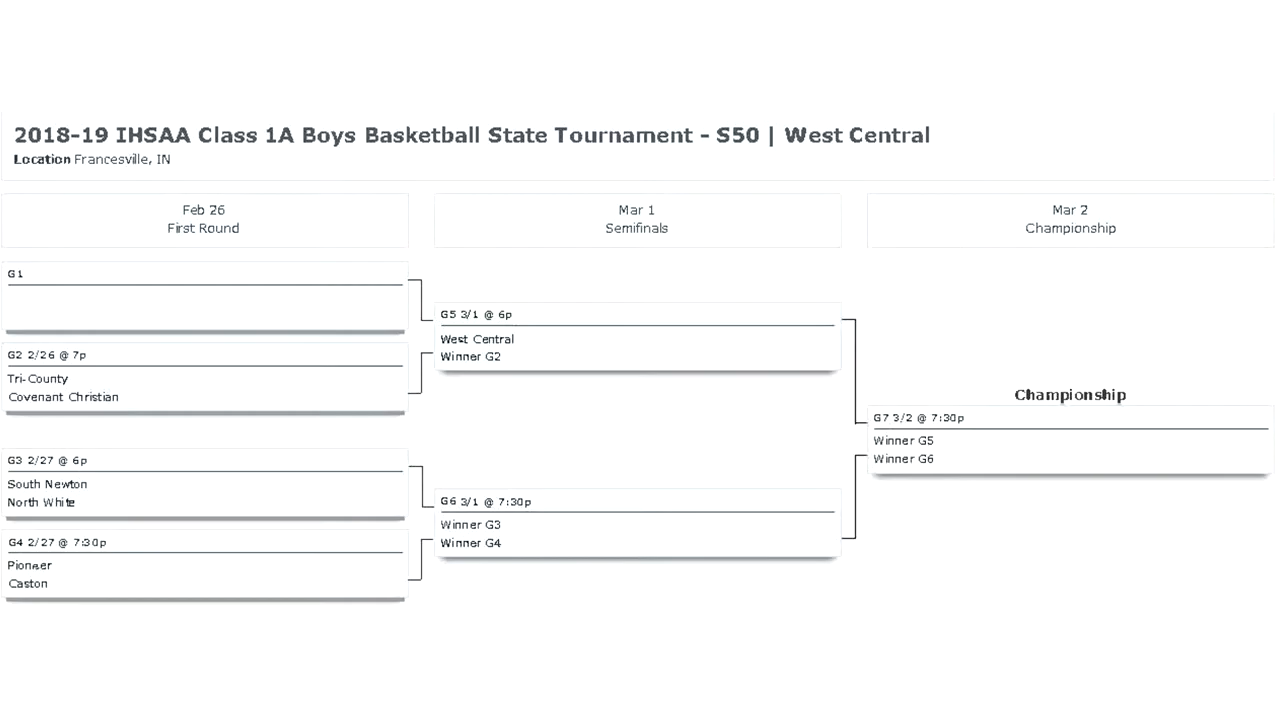 2018-19 IHSAA Class 1A Boys Basketball State Tournament - S50 | West Central
Location Francesville, IN
Feb 26
First Round
Mar 1
Semifinals
Mar 2
Championship
G1
G2 2/26 @ 7p
Tri-County
Covenant Christian
G3 2/27 @ 6p
South Newton
North White
G4 2/27 @ 7:30p
Pioneer
Caston
G5 3/1 @ 6p
West Central
Winner G2
G6 3/1 @ 7:30p
Winner G3
Winner G4
Championship
G7 3/2 @ 7:30p
Winner G5
Winner G6